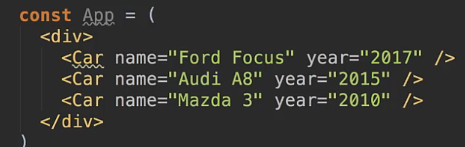 const App = (
<div>
<Car name="Ford Focus" year="2017" />
<Car name="Audi A8" year="2015" />
<Car name="Mazda 3" year="2010" />
</div>
)